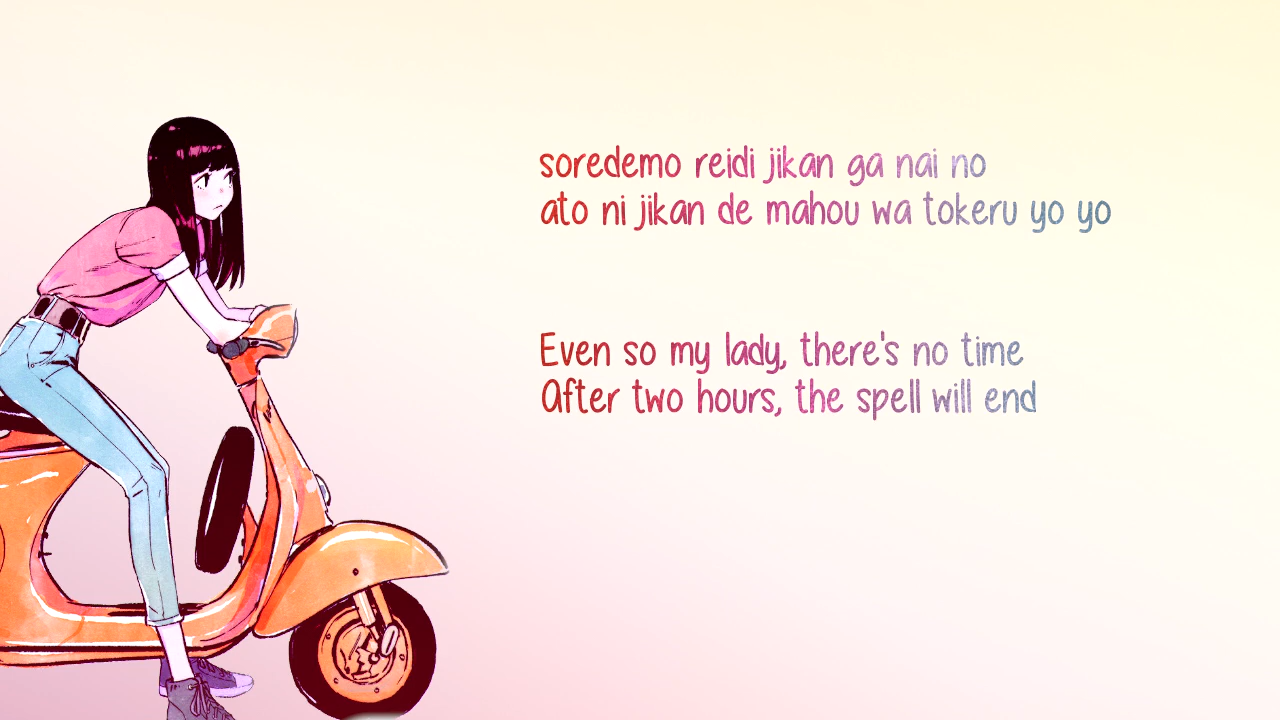 soredemo reidi jikan ga nai no
ato ni jikan de mahou wa tokeru yo yo
Even so my lady, there's no time
After two hours, the spell will end